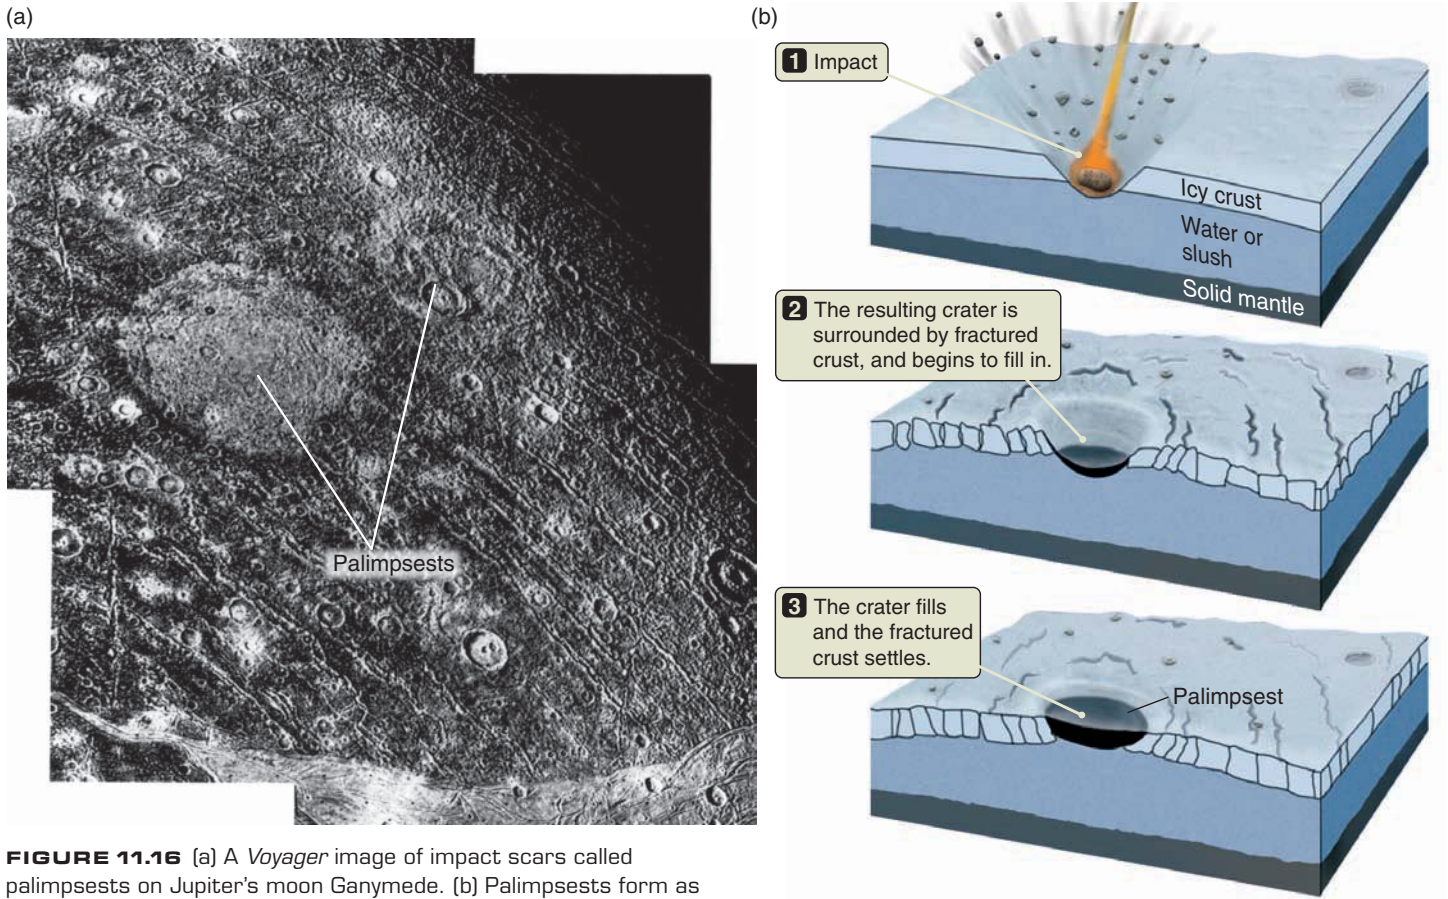 (a)
Palimpsests
FIGURE 11.16 (a) A Voyager image of impact scars called
palimpsests on Jupiter's moon Ganymede. (b) Palimpsests form as
(b)
1 Impact
Icy crust
Water or
slush
Solid mantle
2 The resulting crater is
surrounded by fractured
crust, and begins to fill in.
3 The crater fills
and the fractured
crust settles.
Palimpsest